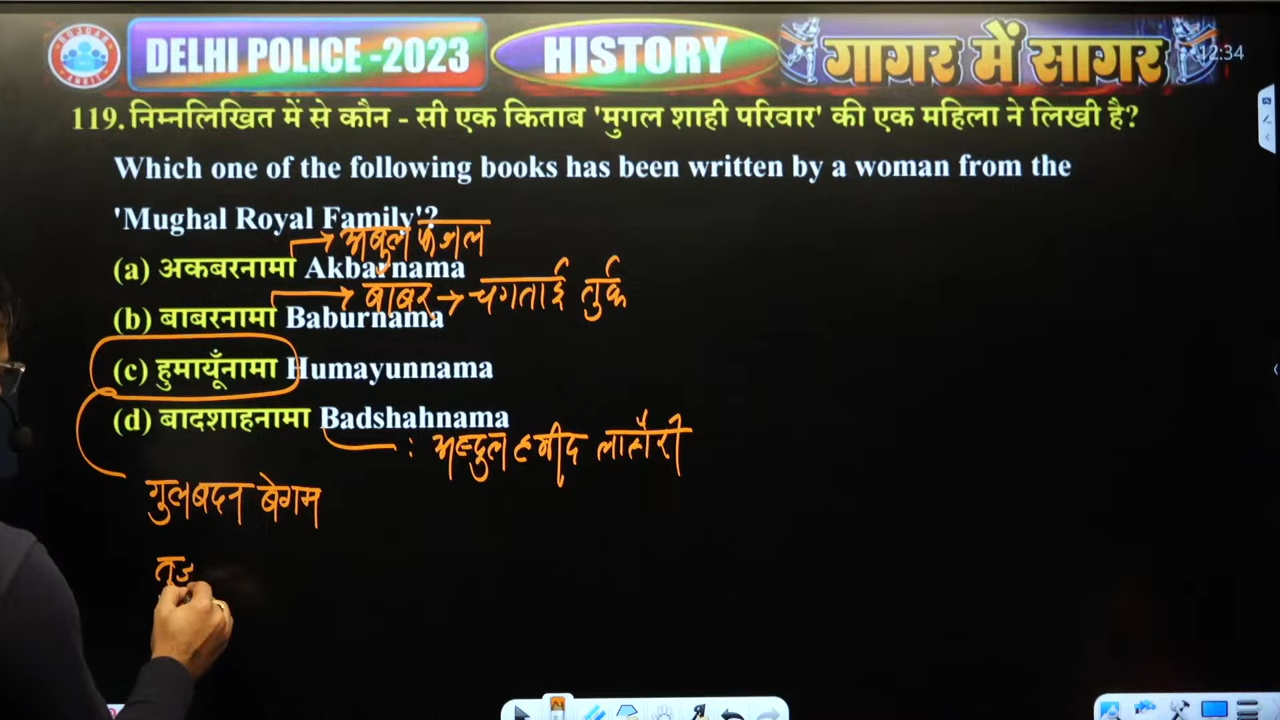 ROJGAR
ANKIT
DELHI POLICE -2023
HISTORY
गागर में सागर
12:34
119. निम्नलिखित में से कौन - सी एक किताब 'मुगल शाही परिवार' की एक महिला ने लिखी है?
Which one of the following books has been written by a woman from the
'Mughal Royal Family'?
अबुल फजल
(a) अकबरनामा Akbarnama
बाबर → चगताई तुर्क
(b) बाबरनामा Baburnama
(c) हुमायूँनामा Humayunnama
(d) बादशाहनामा Badshahnama
: अब्दुल हमीद लाहौरी
गुलबदन बेगम